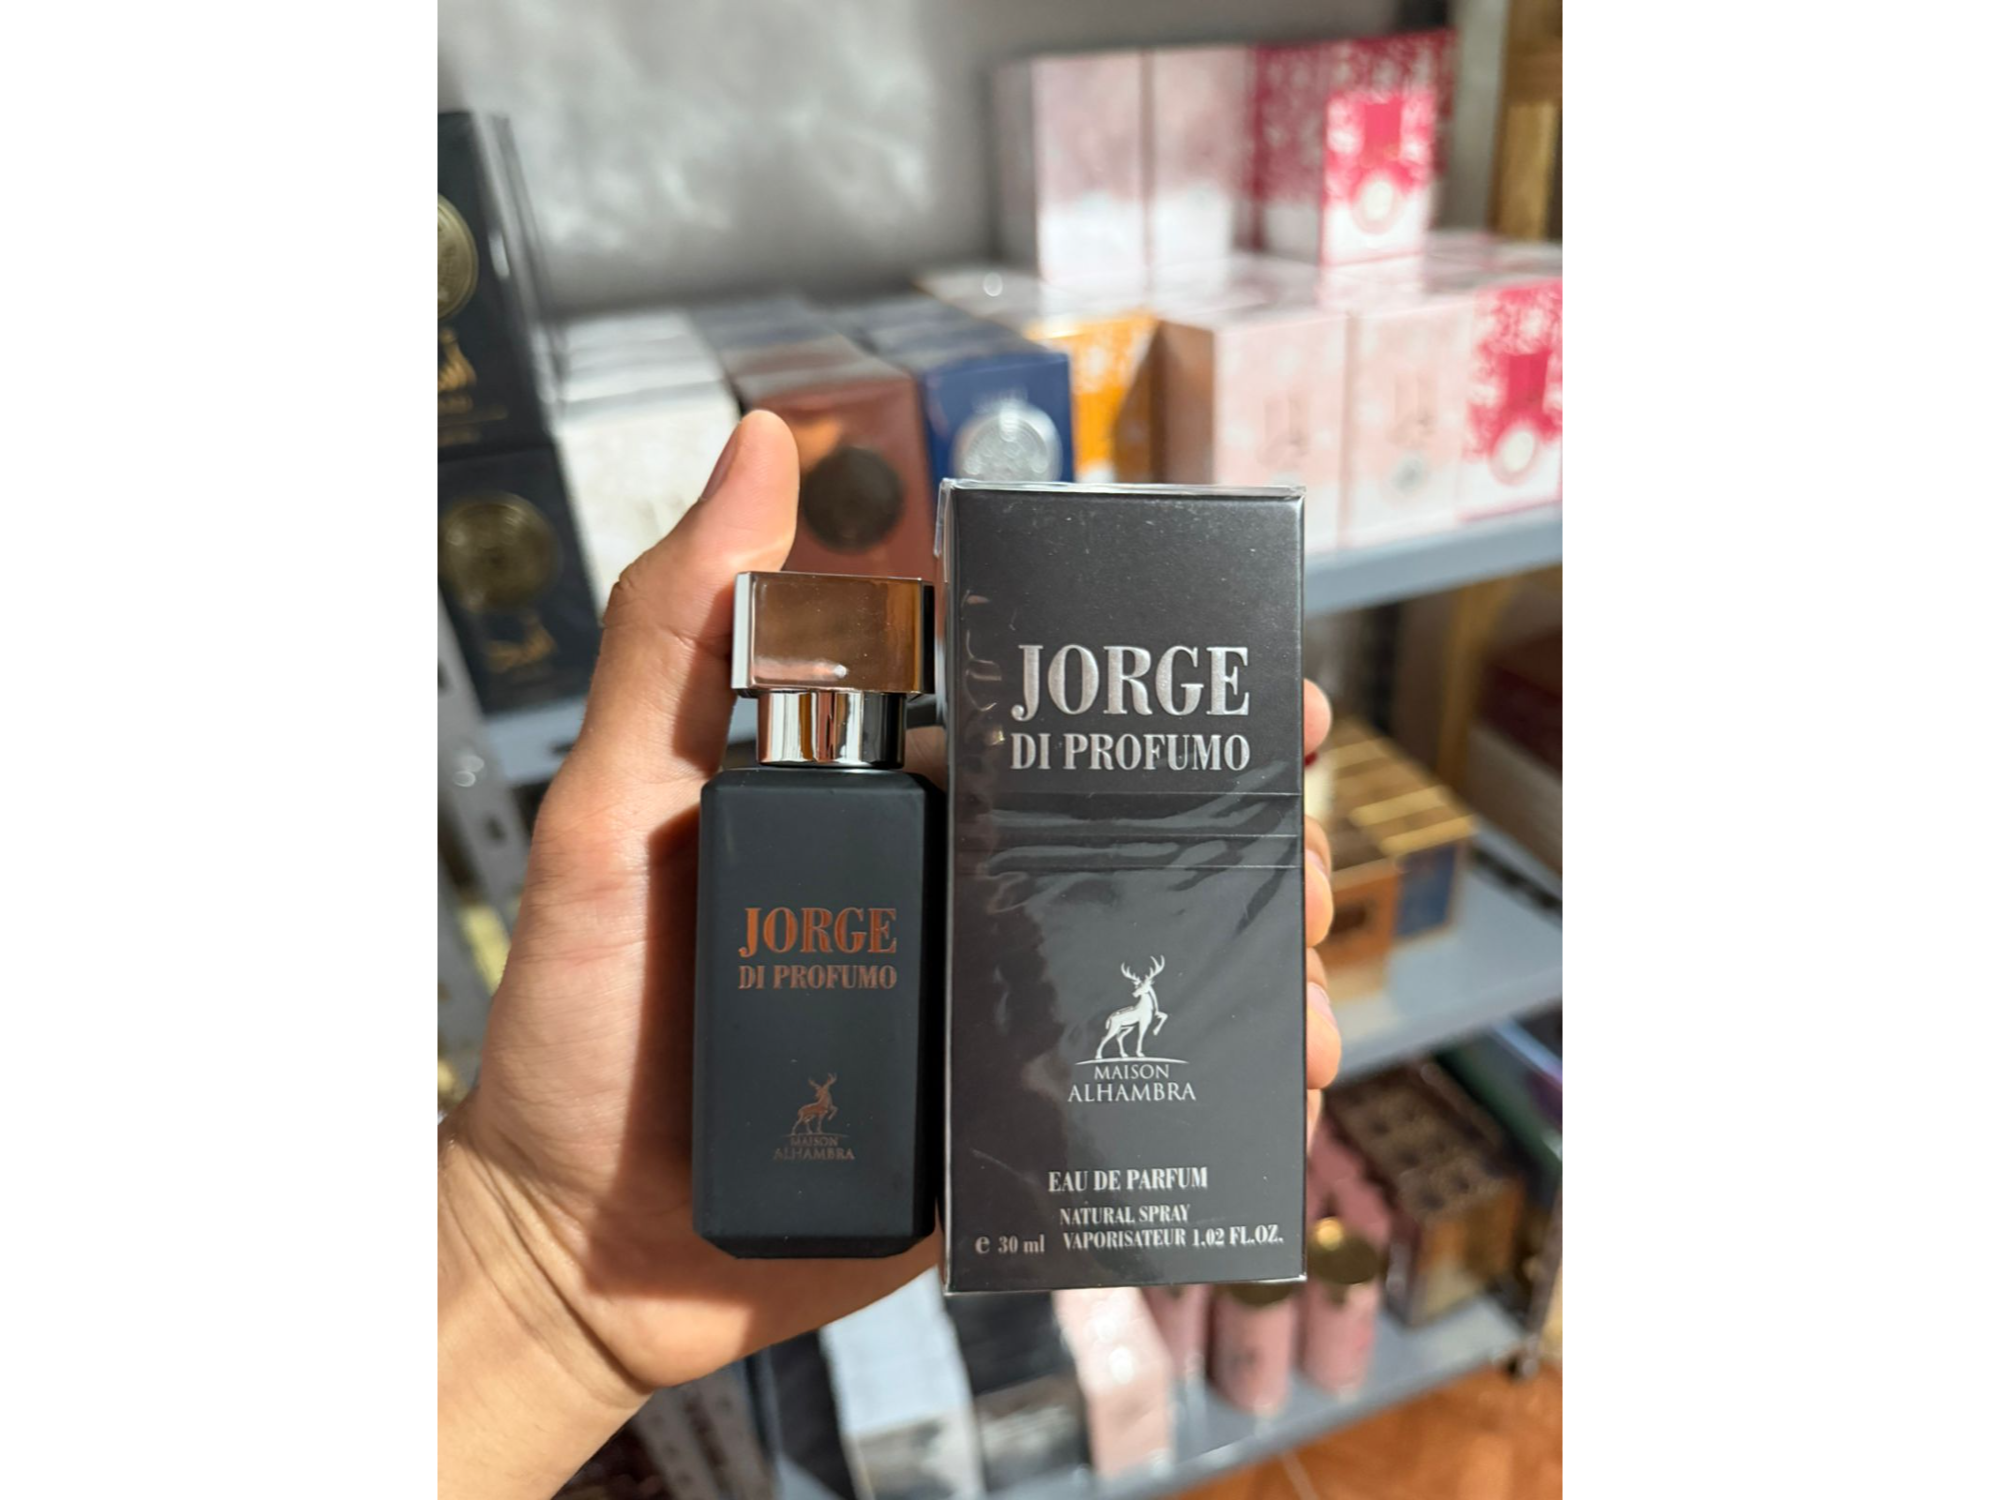 JORGE
DI PROFUMO
MAISON
ALHAMBRA
JORGE
DI PROFUMO
MAISON
ALHAMBRA
EAU DE PARFUM
NATURAL SPRAY
e 30 ml VAPORISATEUR 1.02 FL.OZ.